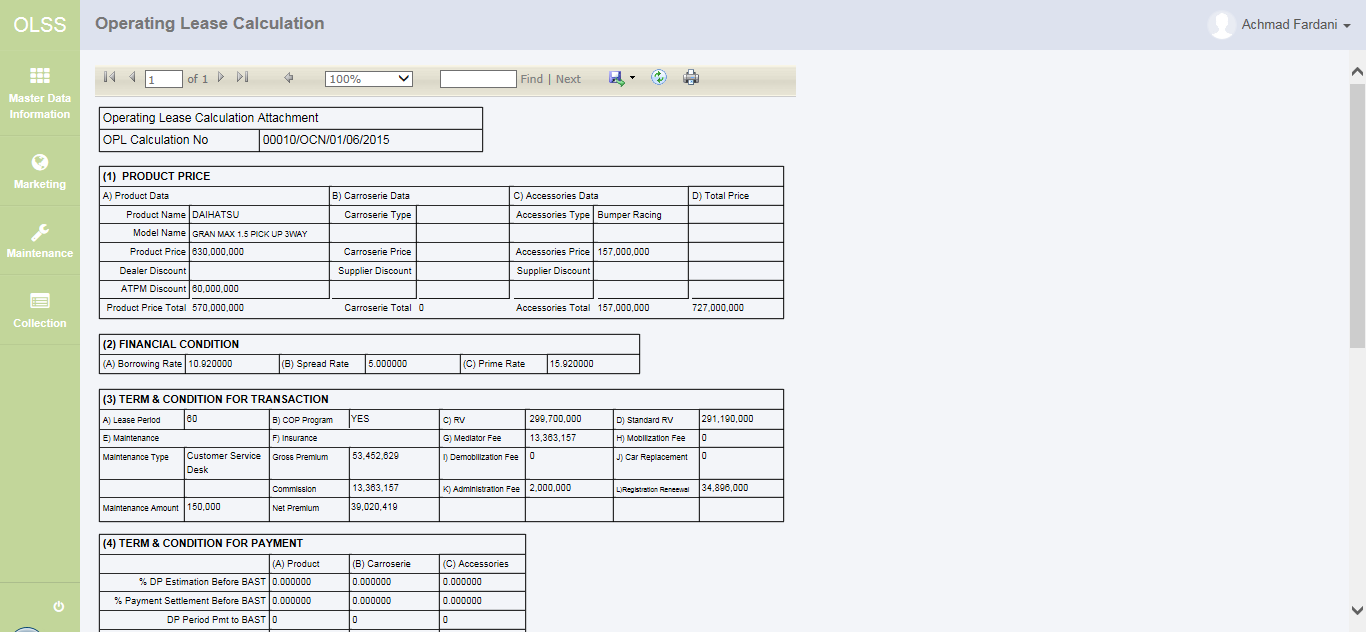 OLSS
Operating Lease Calculation
Achmad Fardani
Master Data
Information
Marketing
Maintenance
Collection
1 of 1 100% Find | Next
Operating Lease Calculation Attachment
OPL Calculation No 00010/OCN/01/06/2015
(1) PRODUCT PRICE
A) Product Data B) Carroserie Data C) Accessories Data D) Total Price
Product Name DAIHATSU Carroserie Type Accessories Type Bumper Racing
Model Name GRAN MAX 1.5 PICK UP 3WAY
Product Price 630,000,000 Carroserie Price Accessories Price 157,000,000
Dealer Discount Supplier Discount Supplier Discount
ATPM Discount 60,000,000
Product Price Total 570,000,000 Carroserie Total 0 Accessories Total 157,000,000 727,000,000
(2) FINANCIAL CONDITION
(A) Borrowing Rate 10.920000 (B) Spread Rate 5.000000 (C) Prime Rate 15.920000
(3) TERM & CONDITION FOR TRANSACTION
A) Lease Period 60 B) COP Program YES C) RV 299,700,000 D) Standard RV 291,190,000
E) Maintenance F) Insurance G) Mediator Fee 13,363,157 H) Mobilization Fee 0
Maintenance Type Customer Service Desk Gross Premium 53,452,629 I) Demobilization Fee 0 J) Car Replacement 0
Commission 13,363,157 K) Administration Fee 2,000,000 L)Registration Reneewal 34,896,000
Maintenance Amount 150,000 Net Premium 39,020,419
(4) TERM & CONDITION FOR PAYMENT
(A) Product (B) Carroserie (C) Accessories
% DP Estimation Before BAST 0.000000 0.000000 0.000000
% Payment Settlement Before BAST 0.000000 0.000000 0.000000
DP Period Pmt to BAST 0 0 0